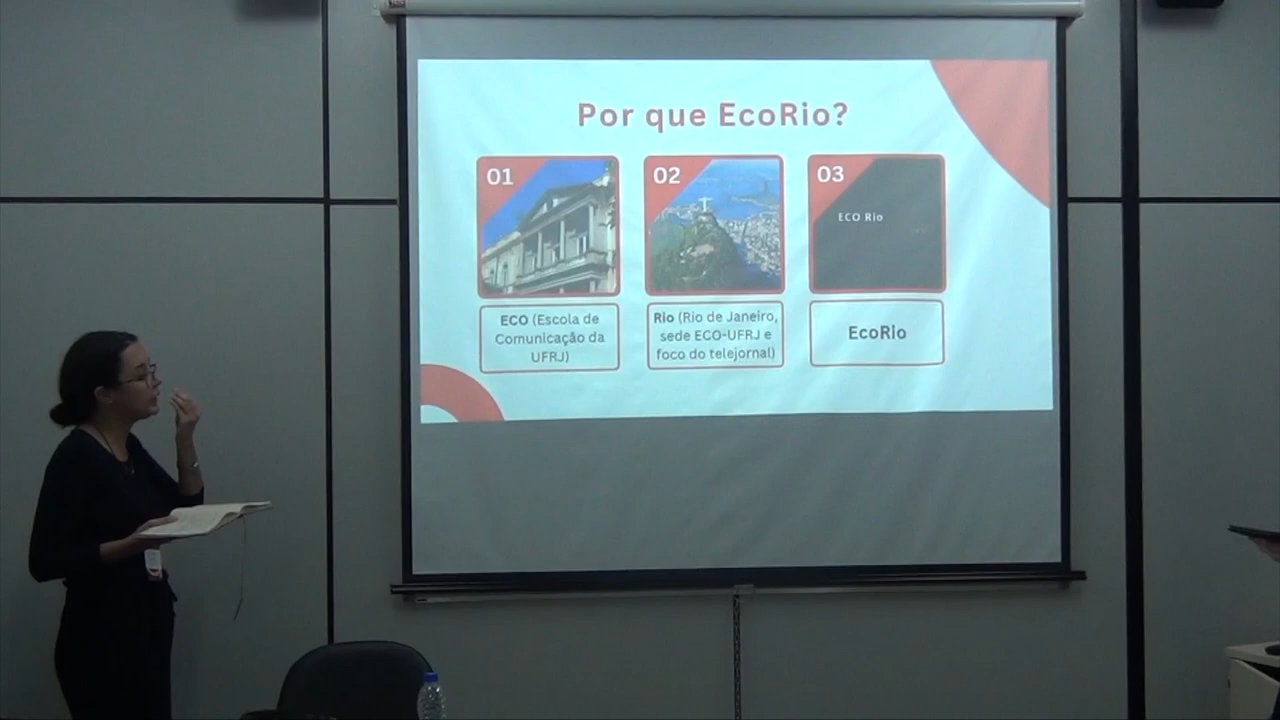 Por que EcoRio?
01
02
03
ECO Rio
ECO (Escola de
Comunicação da
UFRJ)
Rio (Rio de Janeiro,
sede ECO-UFRJ e
foco do telejornal)
EcoRio